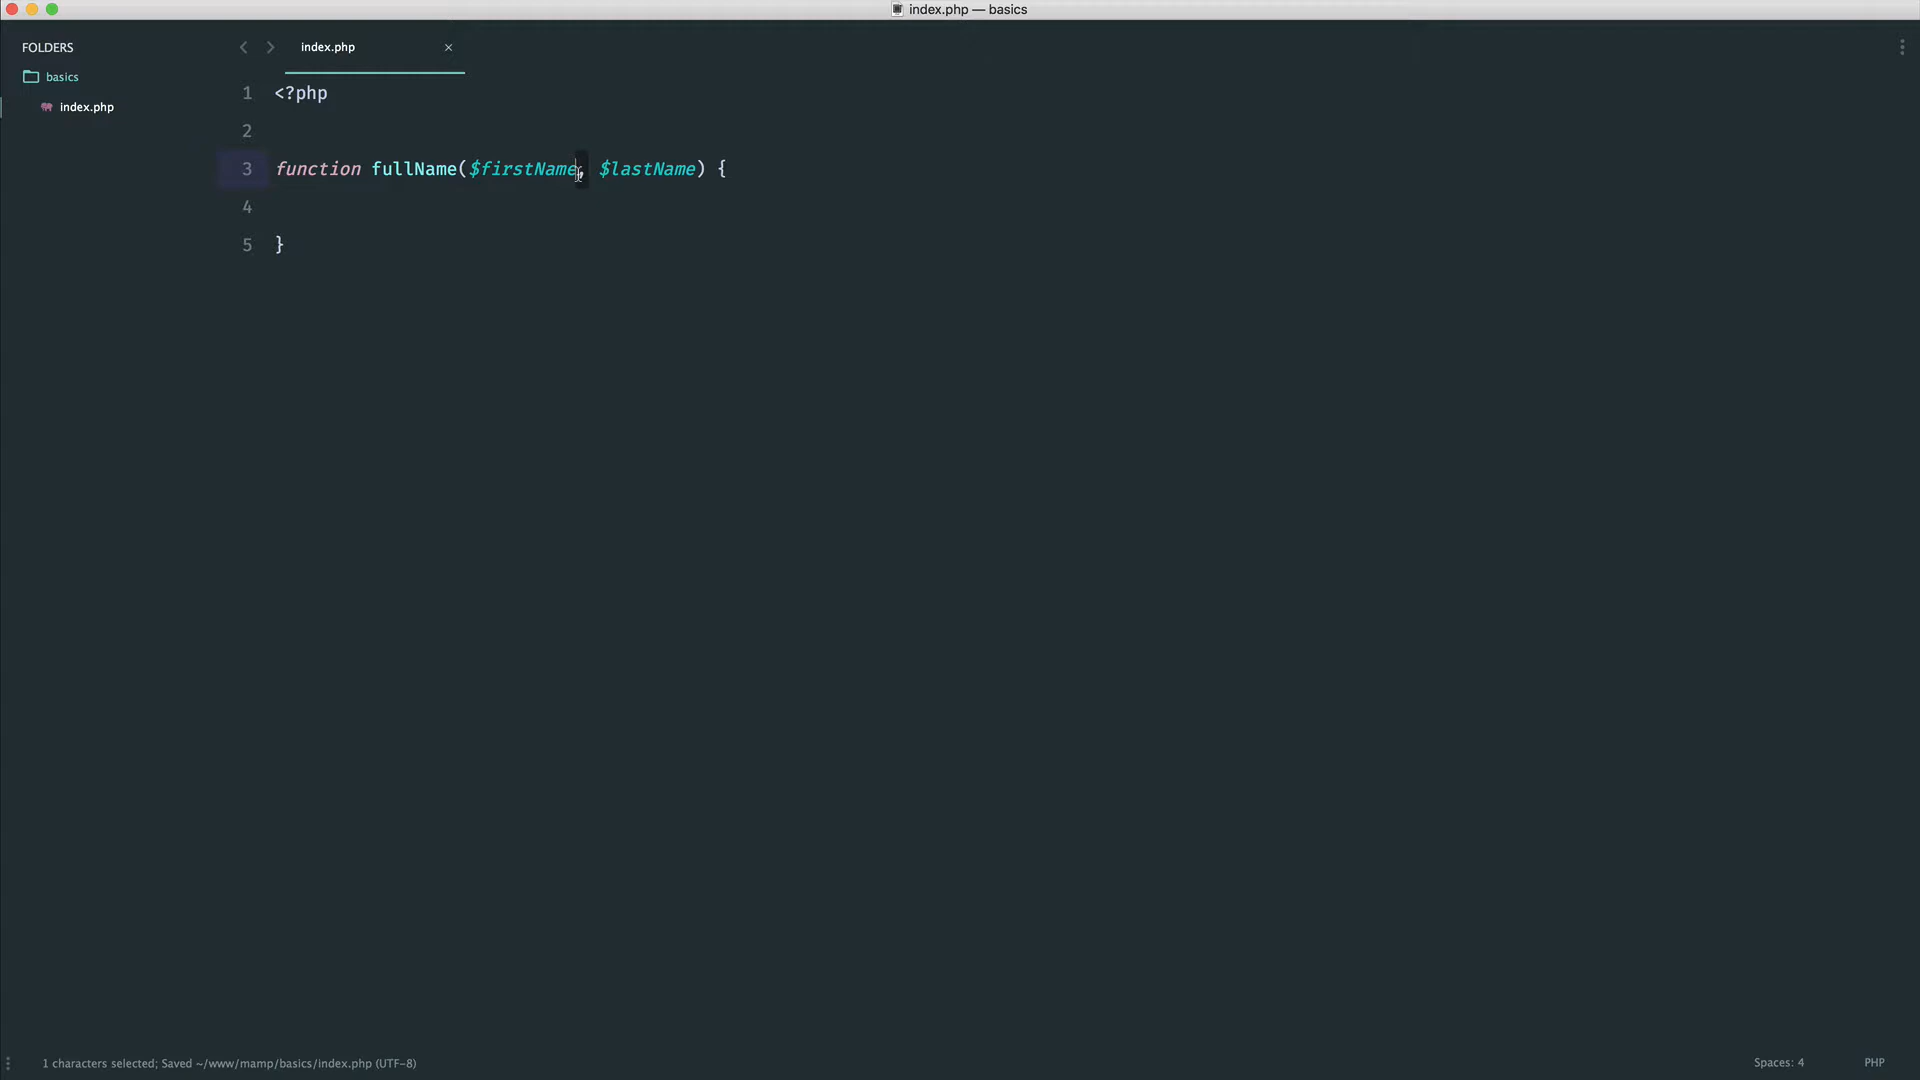 index.php — basics
FOLDERS
basics
index.php
index.php
1 <?php
2
3 function fullName($firstName, $lastName) {
4
5 }
1 characters selected; Saved ~/www/mamp/basics/index.php (UTF-8)
Spaces: 4
PHP